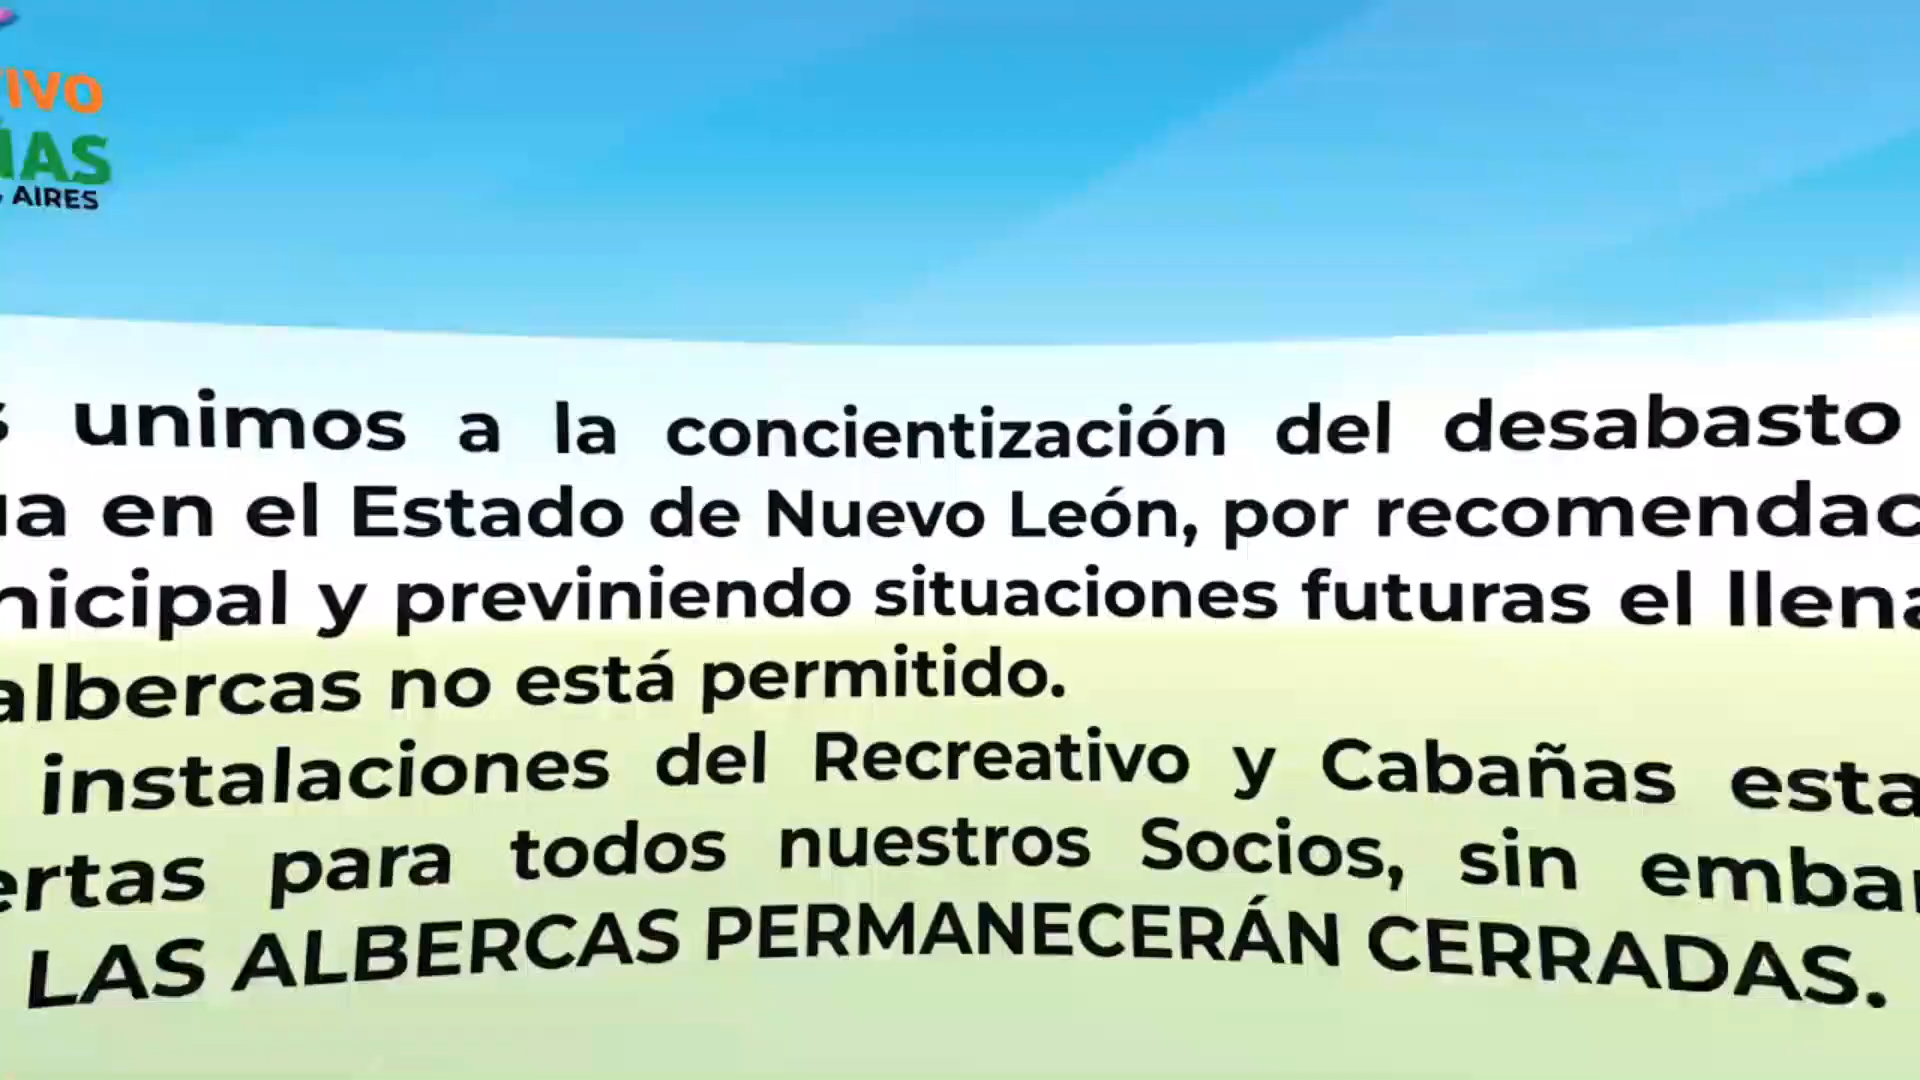 TIVO
ÑAS
AIRES
unimos a la concientización del desabasto
ua en el Estado de Nuevo León, por recomendac
nicipal y previniendo situaciones futuras el llena
albercas no está permitido.
instalaciones del Recreativo y Cabañas esta
ertas para todos nuestros Socios, sin embar
LAS ALBERCAS PERMANECERÁN CERRADAS.